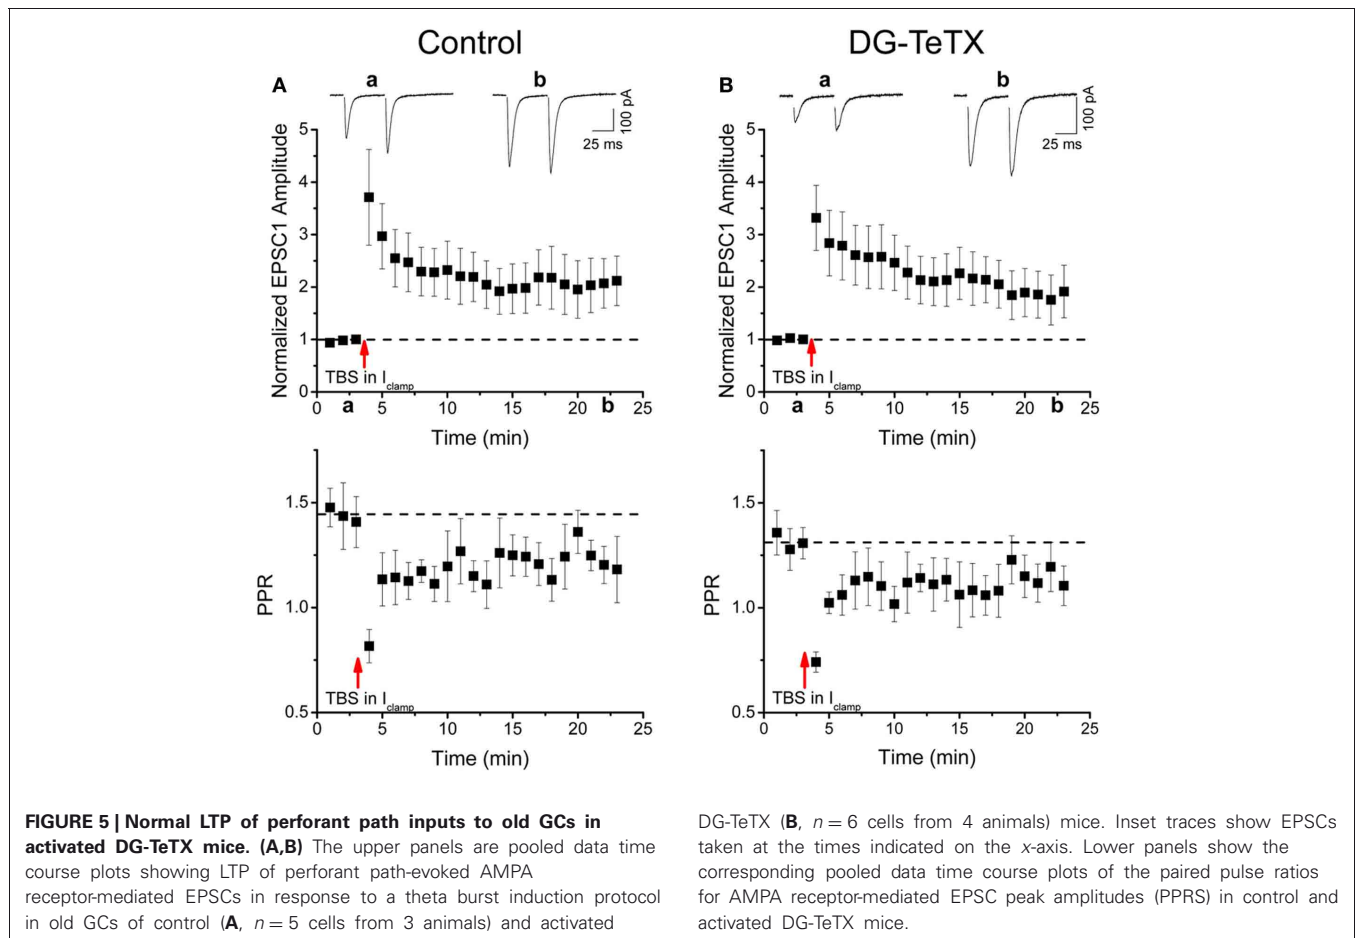 Control
DG-TeTX
A
a
b
100 pA
25 ms
Normalized EPSC1 Amplitude
5
4
3
2
1
0
TBS in Iclamp
0 5 10 15 20 25
a b
Time (min)
B
a
b
100 pA
25 ms
Normalized EPSC1 Amplitude
5
4
3
2
1
0
TBS in Iclamp
0 5 10 15 20 25
a b
Time (min)
PPR
1.5
1.0
0.5
TBS in Iclamp
0 5 10 15 20 25
Time (min)
PPR
1.5
1.0
0.5
TBS in Iclamp
0 5 10 15 20 25
Time (min)
FIGURE 5 | Normal LTP of perforant path inputs to old GCs in
activated DG-TeTX mice. (A,B) The upper panels are pooled data time
course plots showing LTP of perforant path-evoked AMPA
receptor-mediated EPSCs in response to a theta burst induction protocol
in old GCs of control (A, n = 5 cells from 3 animals) and activated
DG-TeTX (B, n = 6 cells from 4 animals) mice. Inset traces show EPSCs
taken at the times indicated on the x-axis. Lower panels show the
corresponding pooled data time course plots of the paired pulse ratios
for AMPA receptor-mediated EPSC peak amplitudes (PPRS) in control and
activated DG-TeTX mice.